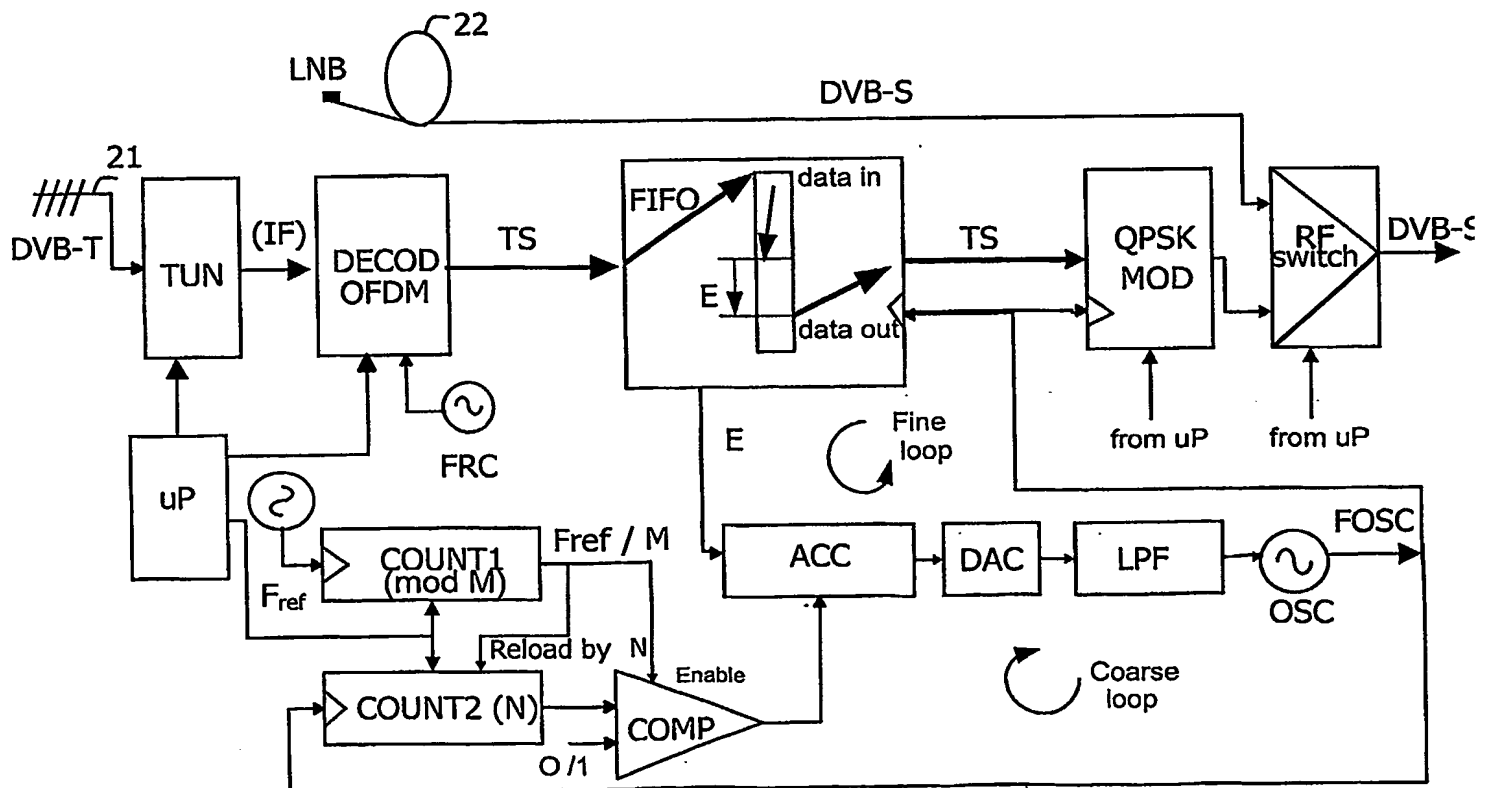 22
LNB
DVB-S
21
DVB-T
TUN
(IF)
DECOD
OFDM
TS
FIFO
data in
E
data out
TS
QPSK
MOD
RF
switch
DVB-S
from uP
from uP
uP
FRC
E
Fine
loop
Fref
COUNT1
(mod M)
Fref / M
Reload by N
COUNT2 (N)
Enable
COMP
O /1
ACC
DAC
LPF
OSC
FOSC
Coarse
loop